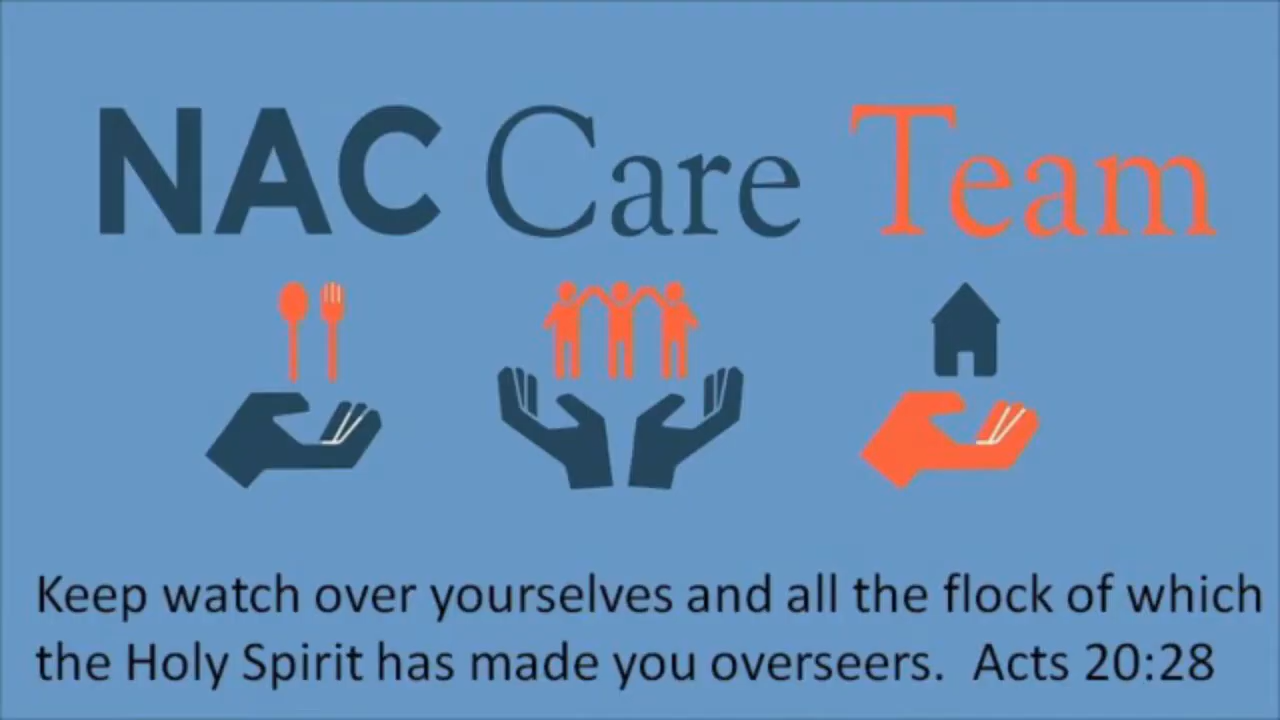 NAC Care Team
Keep watch over yourselves and all the flock of which
the Holy Spirit has made you overseers.  Acts 20:28